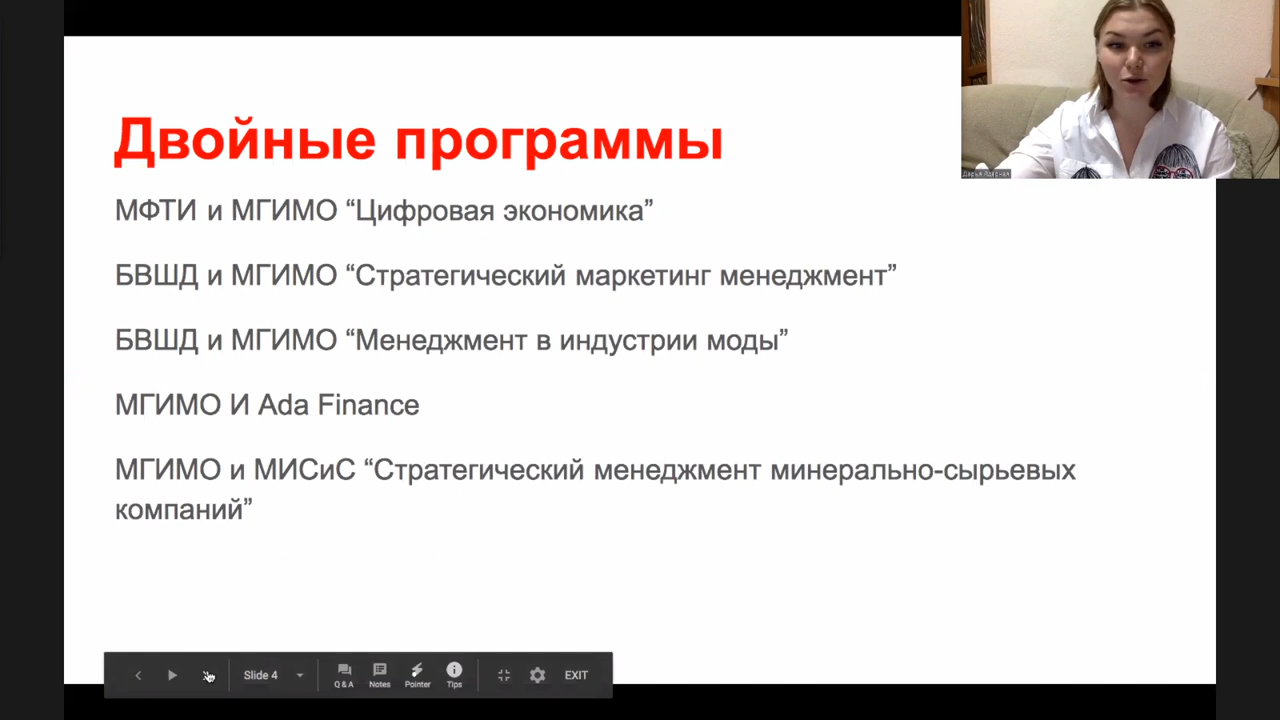 Двойные программы
МФТИ и МГИМО “Цифровая экономика”
БВШД и МГИМО “Стратегический маркетинг менеджмент”
БВШД и МГИМО “Менеджмент в индустрии моды”
МГИМО И Ada Finance
МГИМО и МИСиС “Стратегический менеджмент минерально-сырьевых
компаний”
Дарья
Slide 4
Q & A
Notes
Pointer
Tips
EXIT